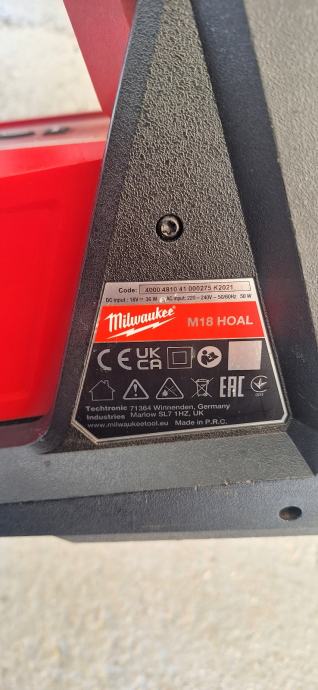 Code: 4000 4810 41 000275 K2021
DC input: 18V ⎓ 36 W AC input: 220 - 240V ~ 50/60Hz 50 W
Milwaukee
M18 HOAL
CE UK CA
EAC
Techtronic 71364 Winnenden, Germany
Industries Marlow SL7 1HZ, UK
www.milwaukeetool.eu Made in P.R.C.